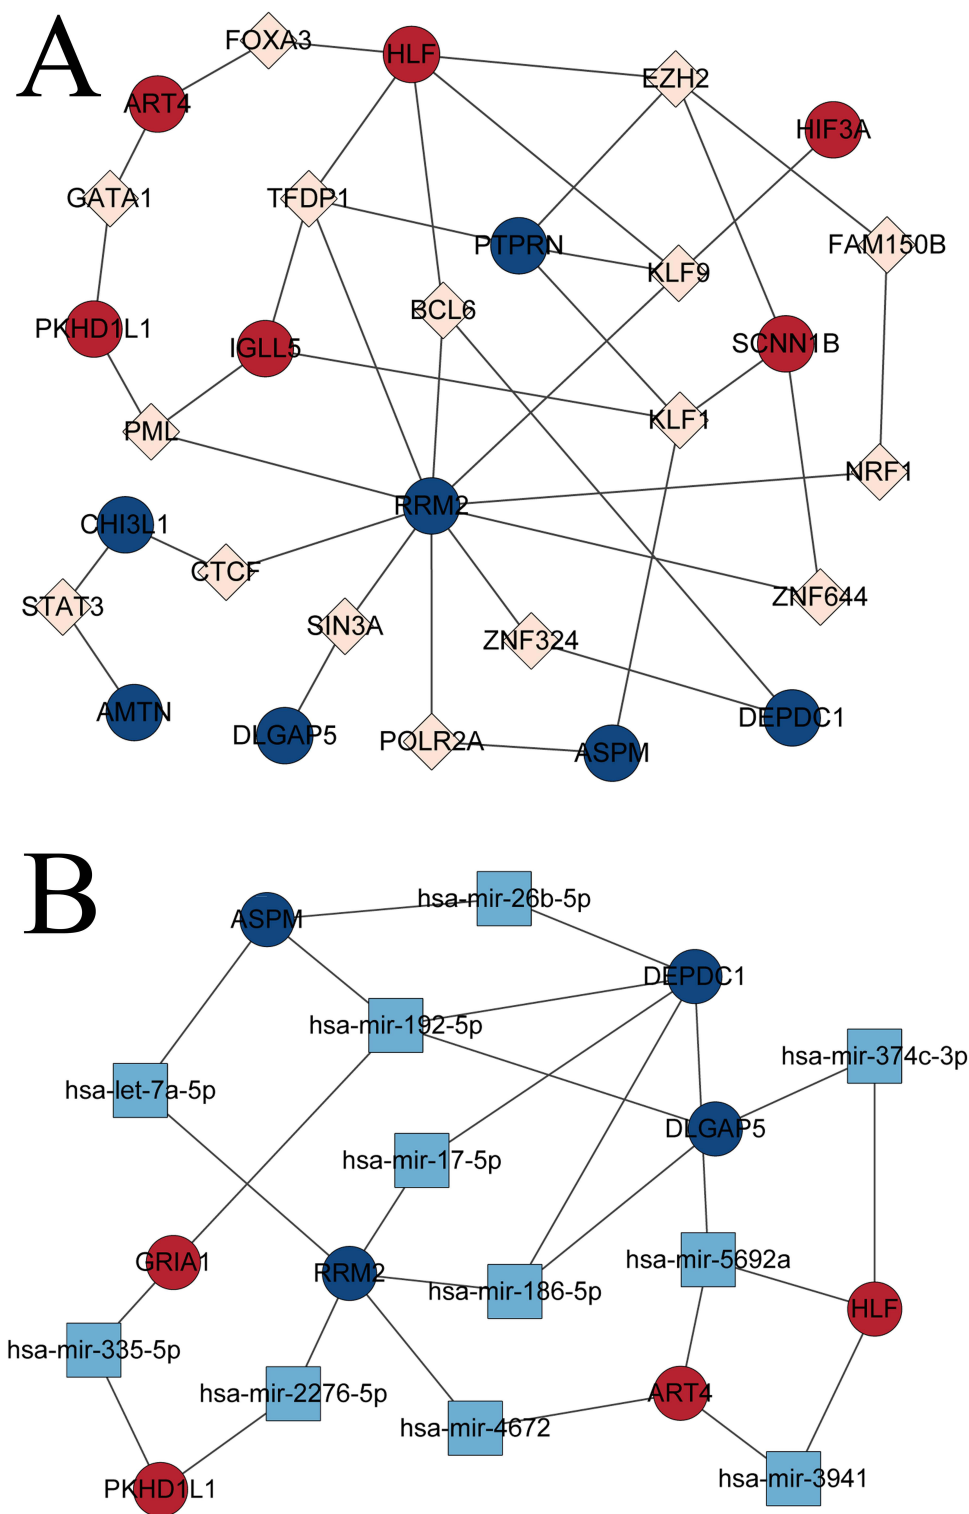 A
FOXA3
HLF
EZH2
ART4
HIF3A
GATA1
TFDP1
PTPRN
KLF9
FAM150B
BCL6
PKHD1L1
IGLL5
SCNN1B
PML
KLF1
NRF1
RRM2
CHI3L1
CTCF
STAT3
SIN3A
ZNF324
ZNF644
AMTN
DLGAP5
POLR2A
ASPM
DEPDC1
B
hsa-mir-26b-5p
ASPM
DEPDC1
hsa-mir-192-5p
hsa-mir-374c-3p
hsa-let-7a-5p
DLGAP5
hsa-mir-17-5p
GRIA1
RRM2
hsa-mir-186-5p
hsa-mir-5692a
HLF
hsa-mir-335-5p
hsa-mir-2276-5p
ART4
hsa-mir-4672
PKHD1L1
hsa-mir-3941